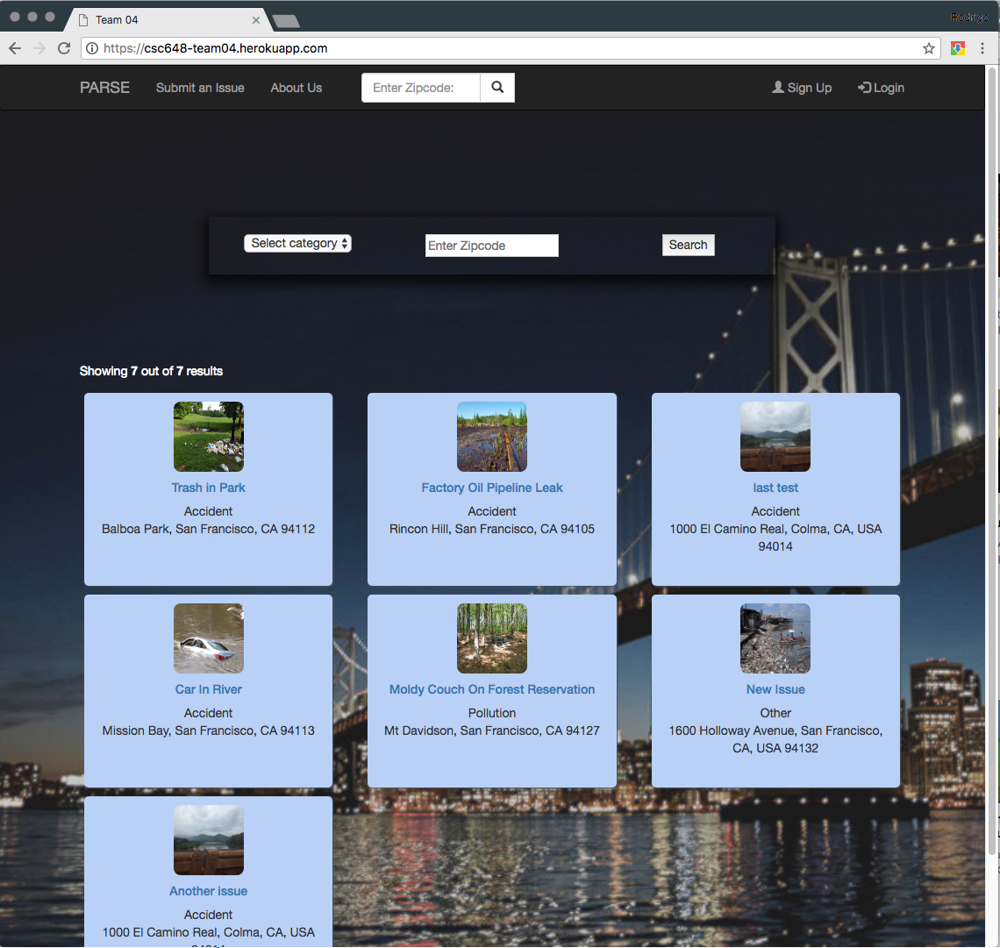 Team 04
Rodrigo
https://csc648-team04.herokuapp.com
PARSE Submit an Issue About Us Enter Zipcode: Sign Up Login
Select category Enter Zipcode Search
Showing 7 out of 7 results
Trash in Park
Accident
Balboa Park, San Francisco, CA 94112
Factory Oil Pipeline Leak
Accident
Rincon Hill, San Francisco, CA 94105
last test
Accident
1000 El Camino Real, Colma, CA, USA
94014
Car In River
Accident
Mission Bay, San Francisco, CA 94113
Moldy Couch On Forest Reservation
Pollution
Mt Davidson, San Francisco, CA 94127
New Issue
Other
1600 Holloway Avenue, San Francisco,
CA, USA 94132
Another issue
Accident
1000 El Camino Real, Colma, CA, USA